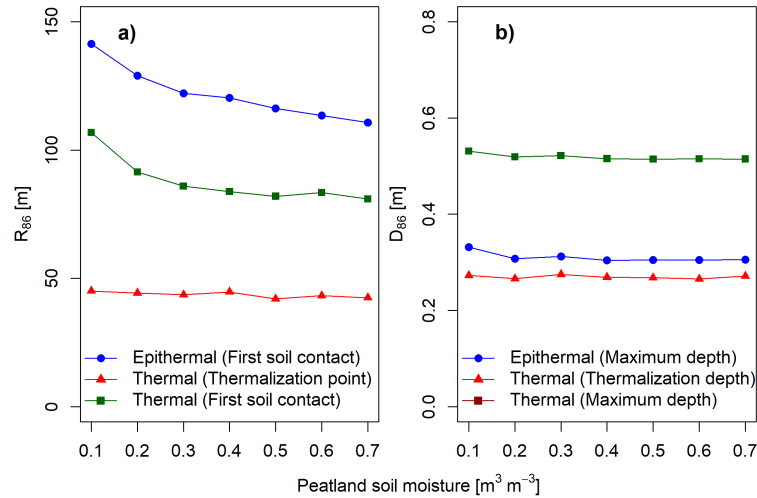 a)
R86 [m]
150
100
50
0
Epithermal (First soil contact)
Thermal (Thermalization point)
Thermal (First soil contact)
0.1 0.2 0.3 0.4 0.5 0.6 0.7
b)
D86 [m]
0.8
0.6
0.4
0.2
0.0
Epithermal (Maximum depth)
Thermal (Thermalization depth)
Thermal (Maximum depth)
0.1 0.2 0.3 0.4 0.5 0.6 0.7
Peatland soil moisture [m³ m⁻³]